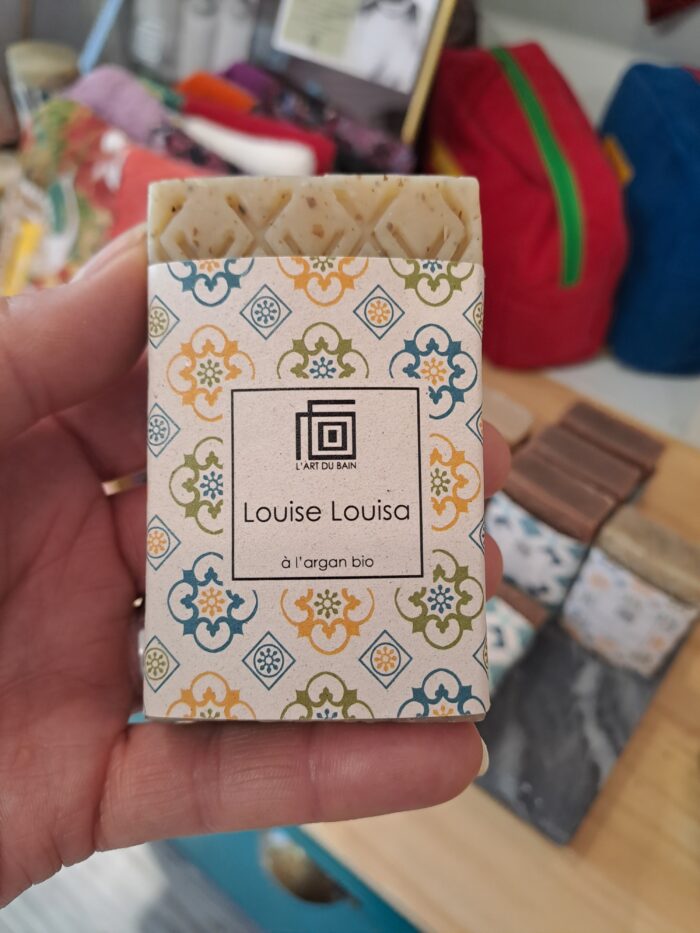 L'ART DU BAIN
Louise Louisa
à l'argan bio